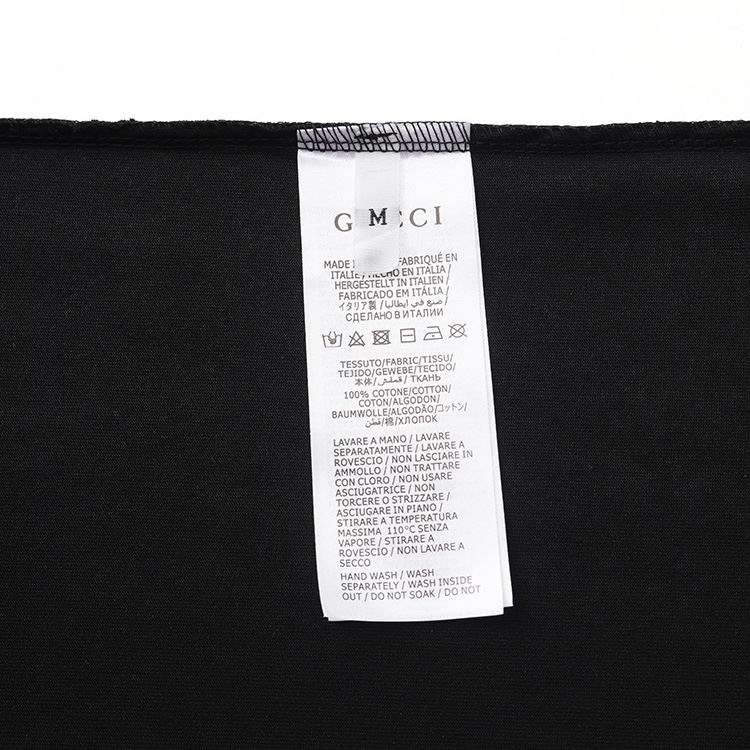 M
G CCI
MADE I FABRIQUÉ EN
ITALIE/HECHO EN ITALIA/
HERGESTELLT IN ITALIEN /
FABRICADO EM ITÁLIA/
イタリア製 / صنع في ايطاليا /
СДЕЛАНО В ИТАЛИИ
TESSUTO/FABRIC/TISSU/
TEJIDO/GEWEBE/TECIDO/
本体/ قماش / ТКАНЬ
100% COTONE/COTTON/
COTON/ALGODON/
BAUMWOLLE/ALGODÃO/コットン/
قطن/棉/ХЛОПОК
LAVARE A MANO / LAVARE
SEPARATAMENTE / LAVARE A
ROVESCIO / NON LASCIARE IN
AMMOLLO / NON TRATTARE
CON CLORO / NON USARE
ASCIUGATRICE / NON
TORCERE O STRIZZARE /
ASCIUGARE IN PIANO /
STIRARE A TEMPERATURA
MASSIMA 110°C SENZA
VAPORE / STIRARE A
ROVESCIO / NON LAVARE A
SECCO
HAND WASH / WASH
SEPARATELY / WASH INSIDE
OUT / DO NOT SOAK / DO NOT